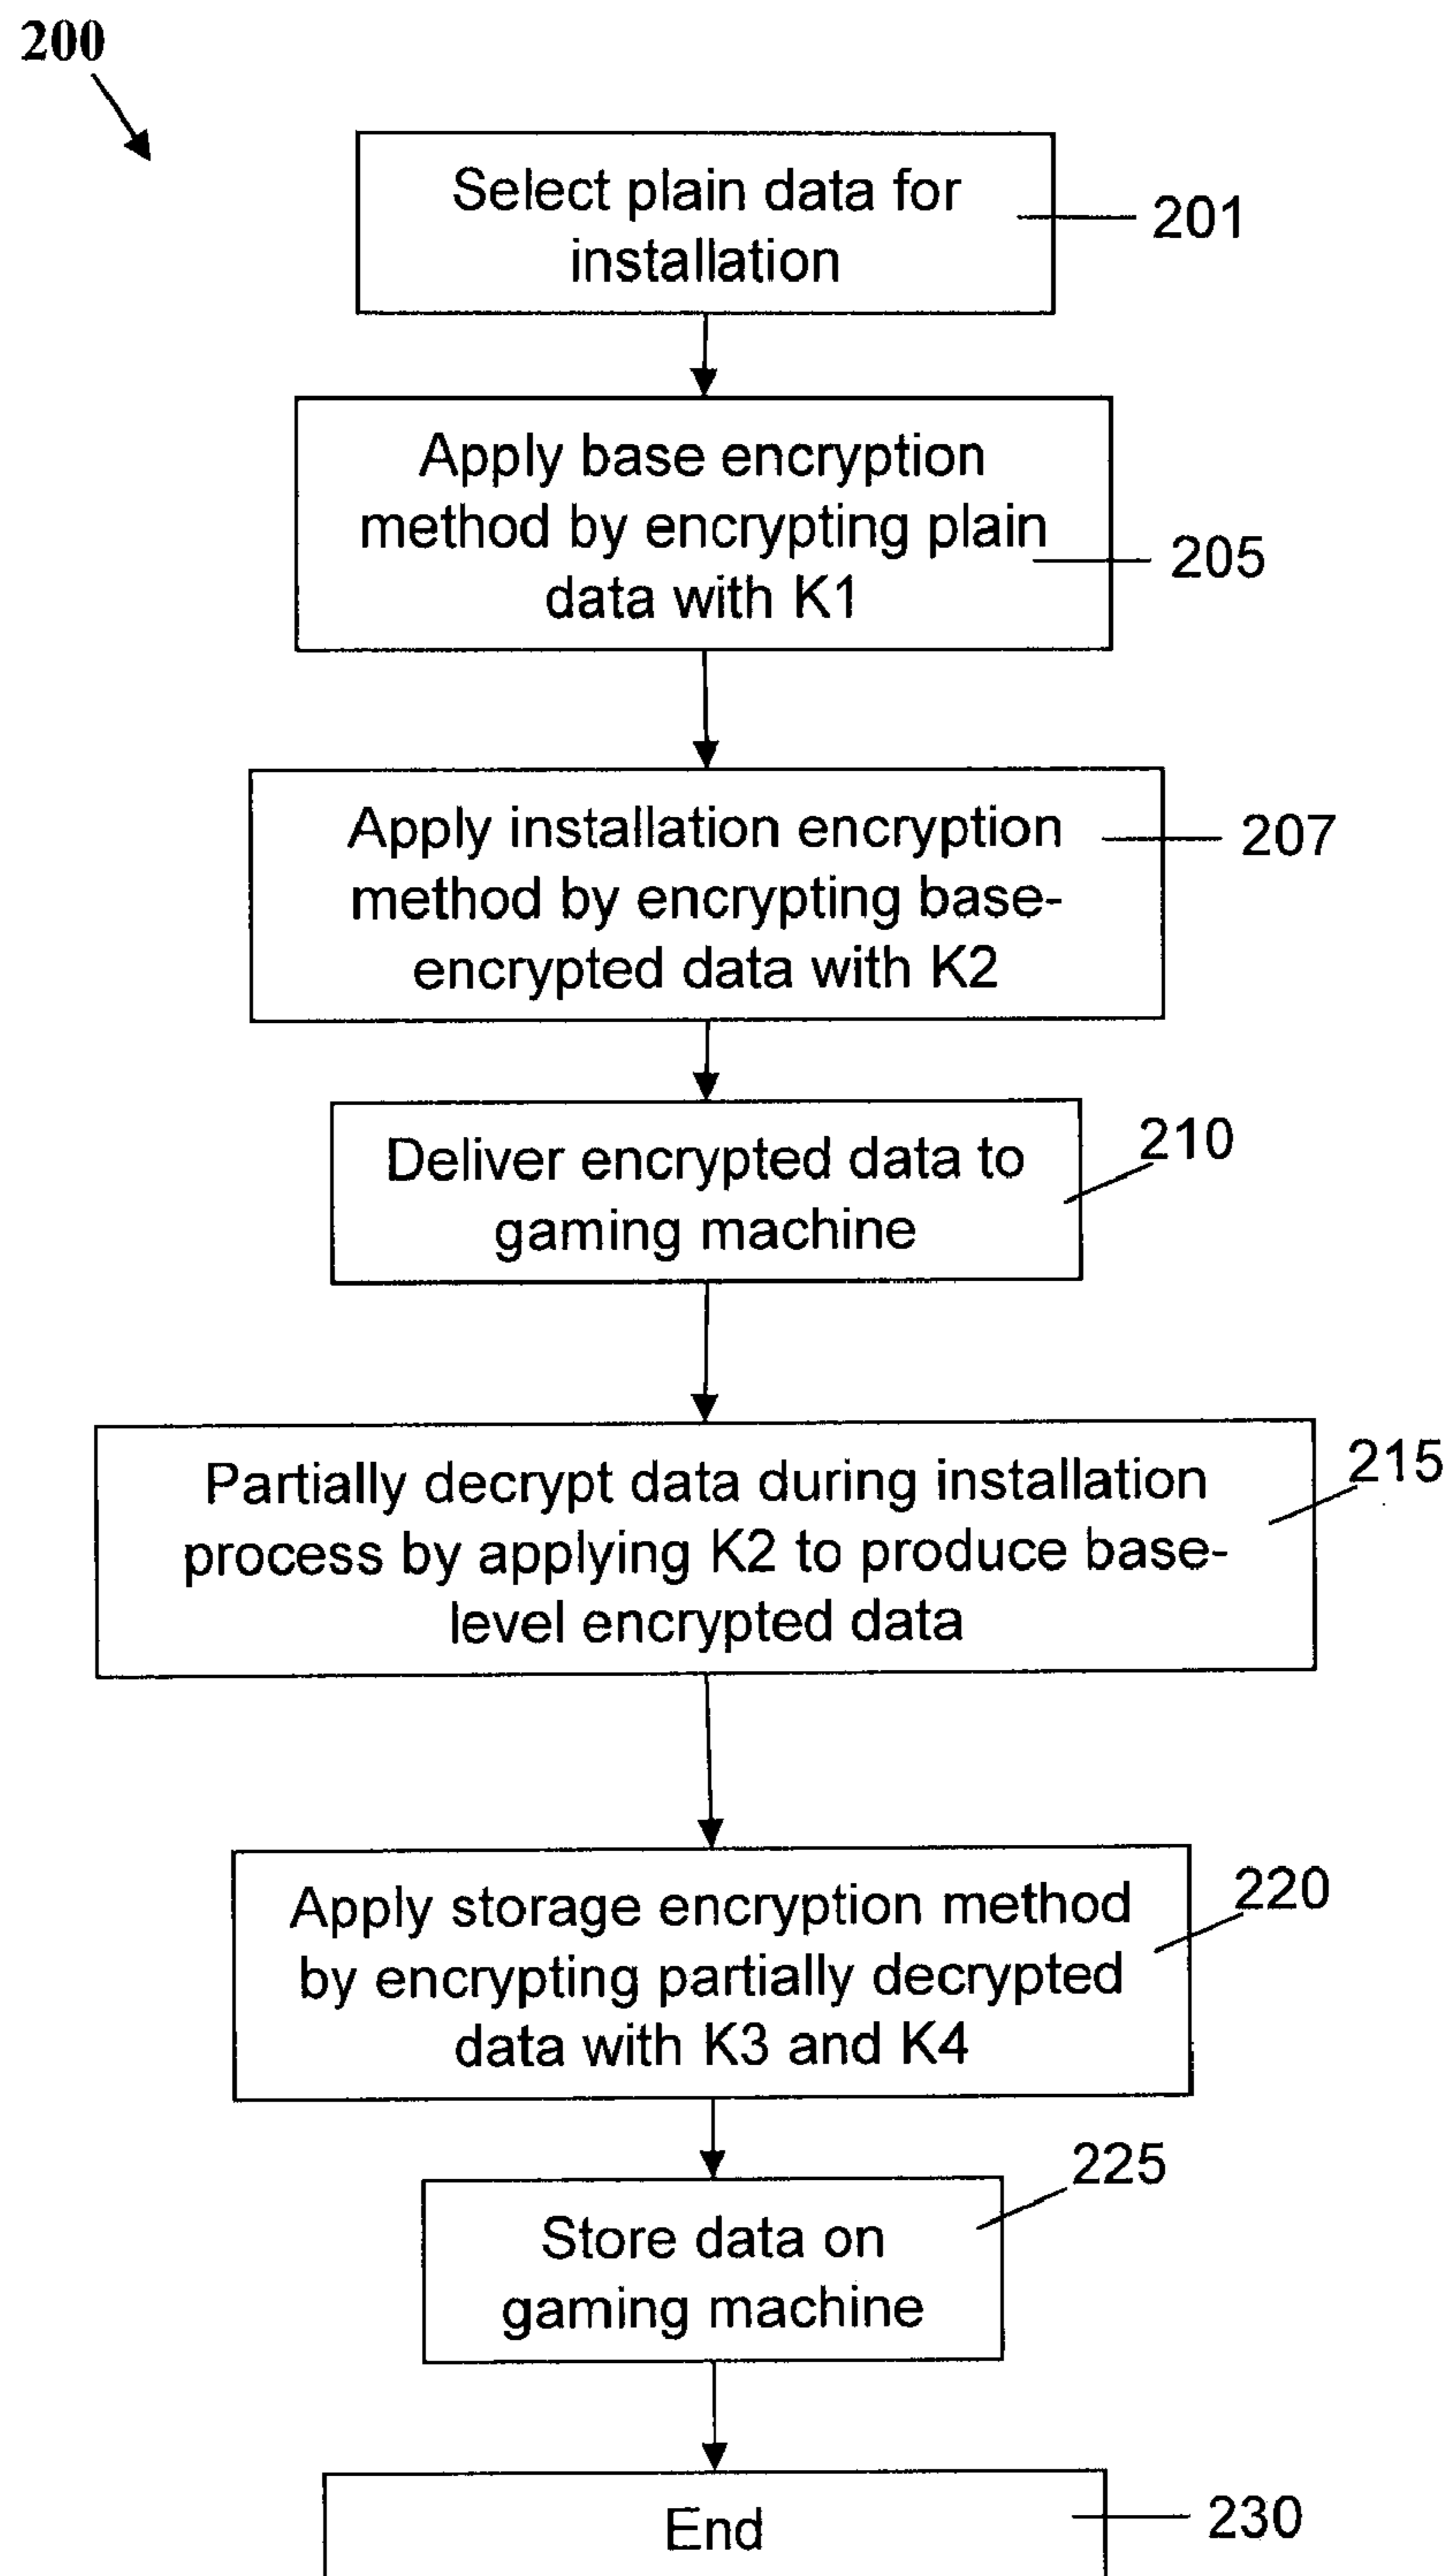 200
Select plain data for
installation
201
Apply base encryption
method by encrypting plain
data with K1
205
Apply installation encryption
method by encrypting base-
encrypted data with K2
207
Deliver encrypted data to
gaming machine
210
Partially decrypt data during installation
process by applying K2 to produce base-
level encrypted data
215
Apply storage encryption method
by encrypting partially decrypted
data with K3 and K4
220
Store data on
gaming machine
225
End
230